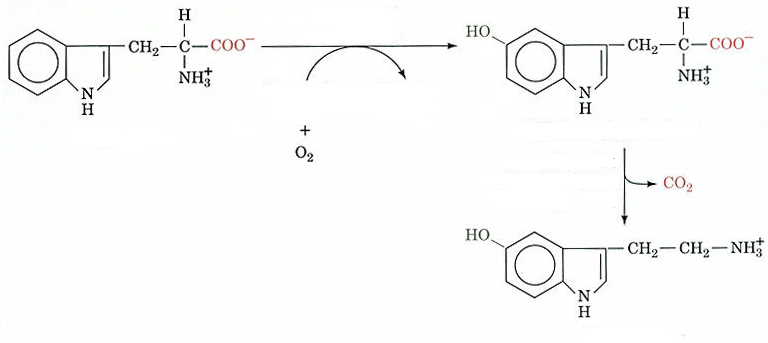 H
CH₂—C—COO⁻
NH₃⁺
N
H
+
O₂
HO
H
CH₂—C—COO⁻
NH₃⁺
N
H
CO₂
HO
CH₂—CH₂—NH₃⁺
N
H